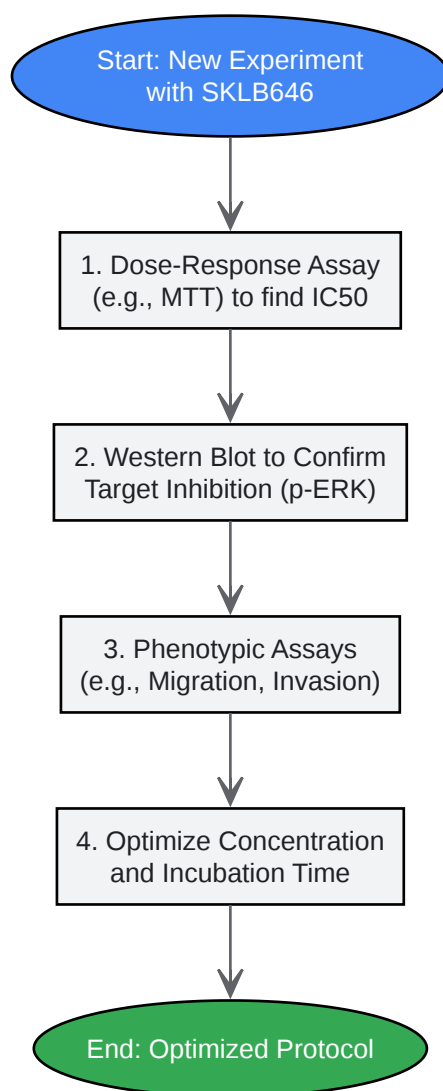 Start: New Experiment
with SKLB646
1. Dose-Response Assay
(e.g., MTT) to find IC50
2. Western Blot to Confirm
Target Inhibition (p-ERK)
3. Phenotypic Assays
(e.g., Migration, Invasion)
4. Optimize Concentration
and Incubation Time
End: Optimized Protocol